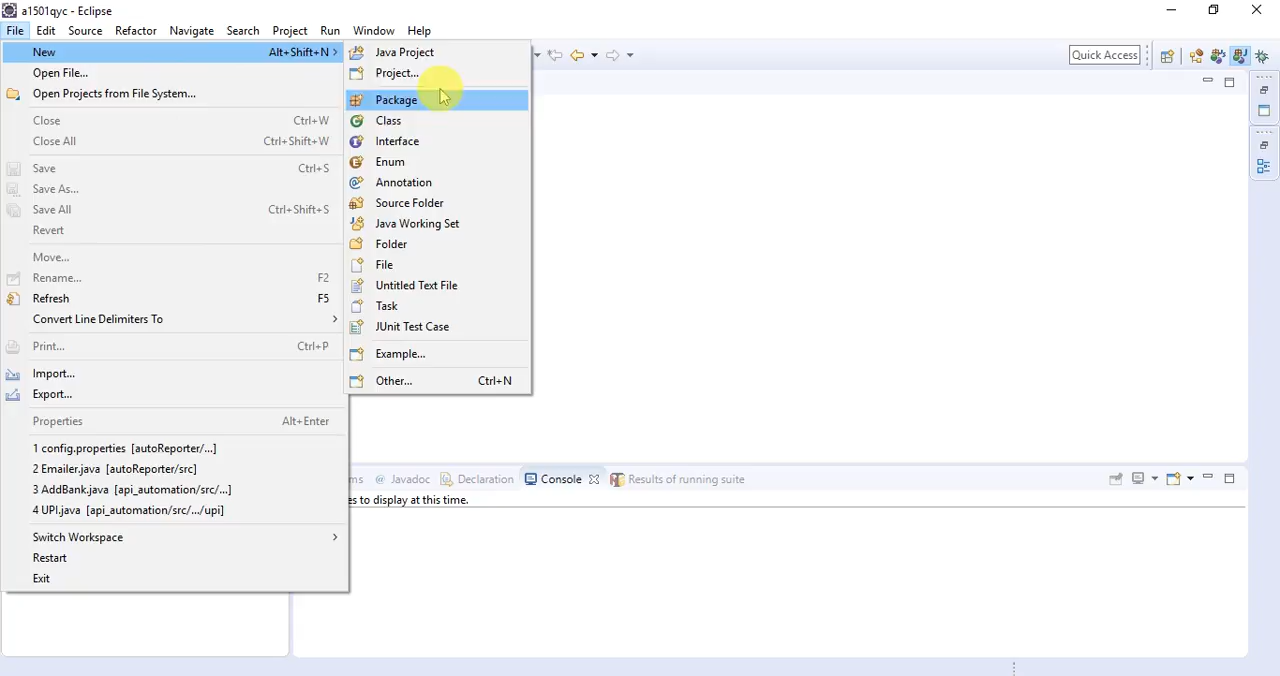 a1501qyc - Eclipse
File Edit Source Refactor Navigate Search Project Run Window Help
Quick Access
New Alt+Shift+N
Open File...
Open Projects from File System...
Close Ctrl+W
Close All Ctrl+Shift+W
Save Ctrl+S
Save As...
Save All Ctrl+Shift+S
Revert
Move...
Rename... F2
Refresh F5
Convert Line Delimiters To
Print... Ctrl+P
Import...
Export...
Properties Alt+Enter
1 config.properties [autoReporter/...]
2 Emailer.java [autoReporter/src]
3 AddBank.java [api_automation/src/...]
4 UPI.java [api_automation/src/.../upi]
Switch Workspace
Restart
Exit
Java Project
Project...
Package
Class
Interface
Enum
Annotation
Source Folder
Java Working Set
Folder
File
Untitled Text File
Task
JUnit Test Case
Example...
Other... Ctrl+N
ms @ Javadoc Declaration Console Results of running suite
es to display at this time.